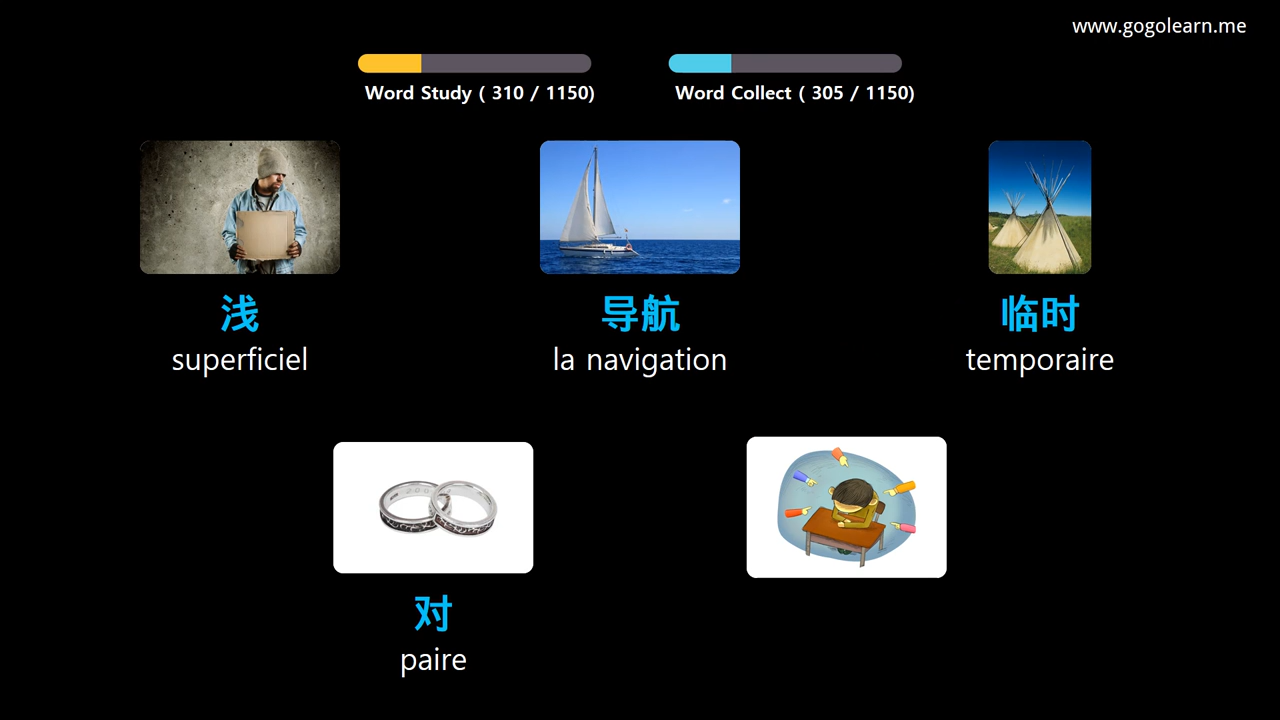 www.gogolearn.me
Word Study ( 310 / 1150)
Word Collect ( 305 / 1150)
浅
superficiel
导航
la navigation
临时
temporaire
对
paire